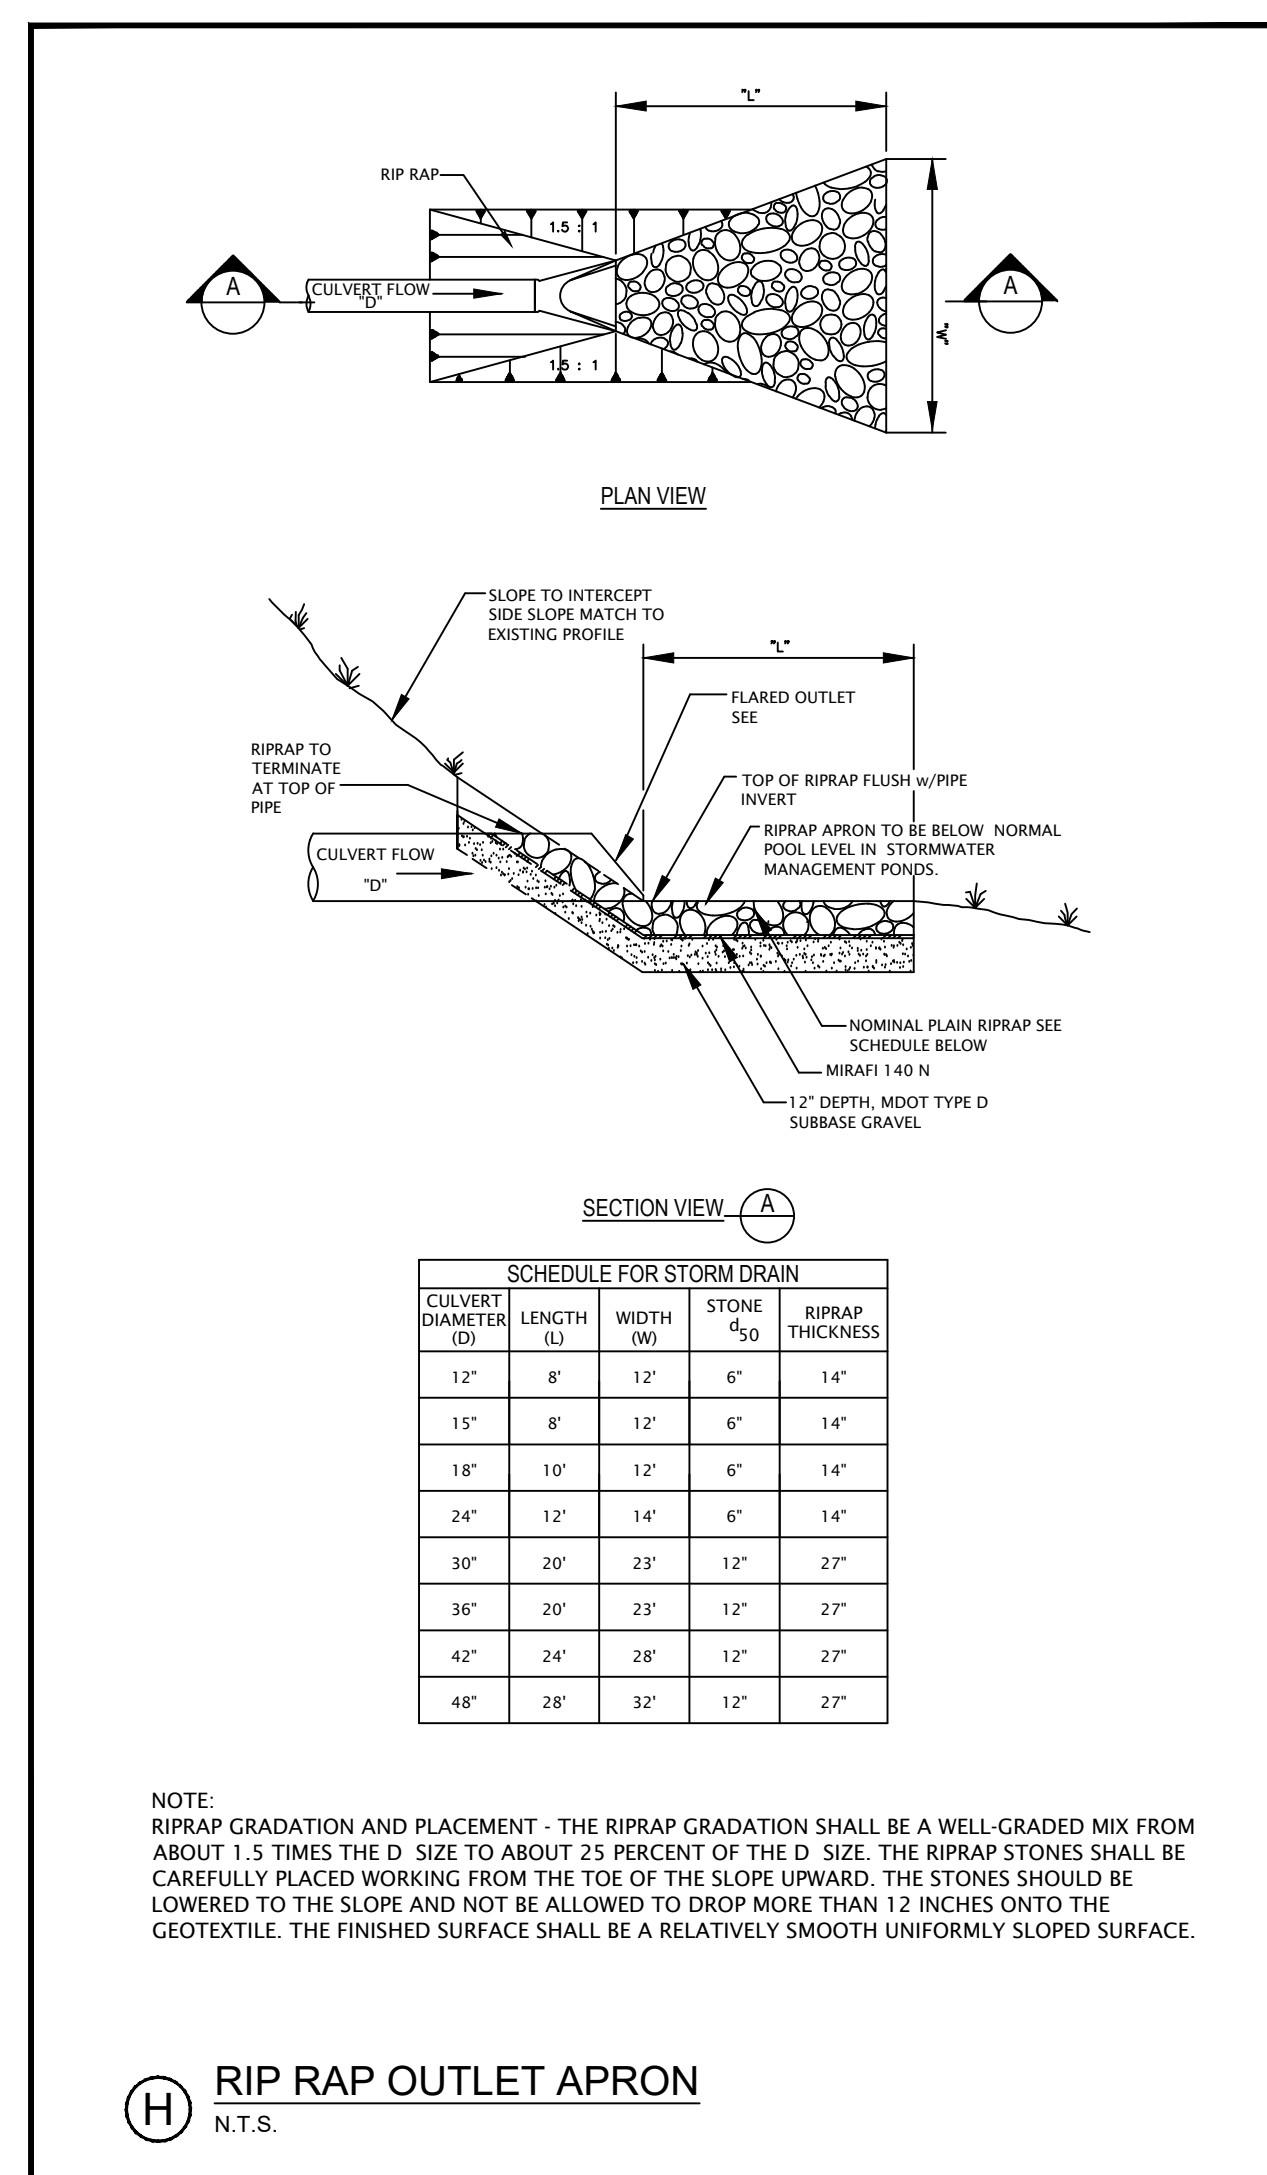 "L"
RIP RAP
1.5 : 1
A
CULVERT FLOW
"D"
A
"W"
1.5 : 1
PLAN VIEW
SLOPE TO INTERCEPT
SIDE SLOPE MATCH TO
EXISTING PROFILE
"L"
FLARED OUTLET
SEE
RIPRAP TO
TERMINATE
AT TOP OF
PIPE
TOP OF RIPRAP FLUSH w/PIPE
INVERT
RIPRAP APRON TO BE BELOW NORMAL
POOL LEVEL IN STORMWATER
MANAGEMENT PONDS.
CULVERT FLOW
"D"
NOMINAL PLAIN RIPRAP SEE
SCHEDULE BELOW
MIRAFI 140 N
12" DEPTH, MDOT TYPE D
SUBBASE GRAVEL
SECTION VIEW A
SCHEDULE FOR STORM DRAIN
CULVERT DIAMETER (D) LENGTH (L) WIDTH (W) STONE d50 RIPRAP THICKNESS
12" 8' 12' 6" 14"
15" 8' 12' 6" 14"
18" 10' 12' 6" 14"
24" 12' 14' 6" 14"
30" 20' 23' 12" 27"
36" 20' 23' 12" 27"
42" 24' 28' 12" 27"
48" 28' 32' 12" 27"
NOTE:
RIPRAP GRADATION AND PLACEMENT - THE RIPRAP GRADATION SHALL BE A WELL-GRADED MIX FROM
ABOUT 1.5 TIMES THE D SIZE TO ABOUT 25 PERCENT OF THE D SIZE. THE RIPRAP STONES SHALL BE
CAREFULLY PLACED WORKING FROM THE TOE OF THE SLOPE UPWARD. THE STONES SHOULD BE
LOWERED TO THE SLOPE AND NOT BE ALLOWED TO DROP MORE THAN 12 INCHES ONTO THE
GEOTEXTILE. THE FINISHED SURFACE SHALL BE A RELATIVELY SMOOTH UNIFORMLY SLOPED SURFACE.
H RIP RAP OUTLET APRON
N.T.S.